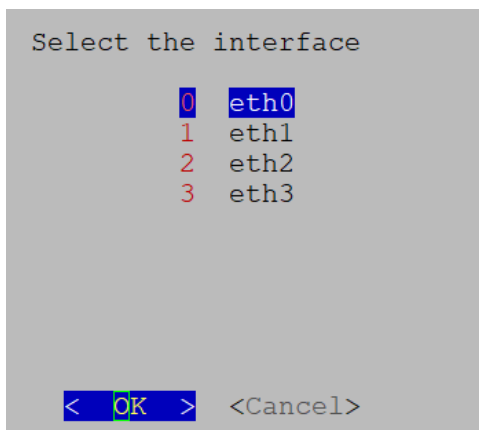 Select the interface
0 eth0
1 eth1
2 eth2
3 eth3
< OK > <Cancel>